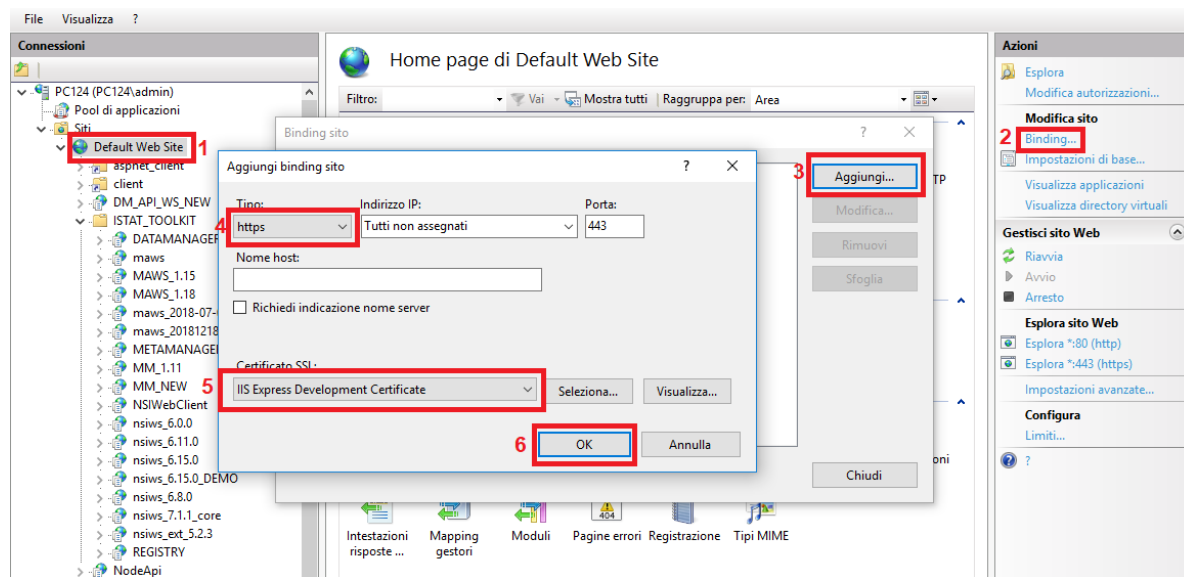 File Visualizza ?
Connessioni
PC124 (PC124\admin)
Pool di applicazioni
Siti
Default Web Site 1
aspnet_client
client
DM_API_WS_NEW
ISTAT_TOOLKIT
DATAMANAGER
maws
MAWS_1.15
MAWS_1.18
maws_2018-07-
maws_20181218
METAMANAGE
MM_1.11
MM_NEW
NSIWebClient
nsiws_6.0.0
nsiws_6.11.0
nsiws_6.15.0
nsiws_6.15.0_DEMO
nsiws_6.8.0
nsiws_7.1.1_core
nsiws_ext_5.2.3
REGISTRY
NodeApi
Home page di Default Web Site
Filtro: Vai Mostra tutti Raggruppa per: Area
Binding sito ?
3 Aggiungi...
Modifica...
Rimuovi
Sfoglia
Chiudi
Aggiungi binding sito ?
Tipo: Indirizzo IP: Porta:
4 https Tutti non assegnati 443
Nome host:
Richiedi indicazione nome server
Certificato SSL:
5 IIS Express Development Certificate Seleziona... Visualizza...
6 OK Annulla
TP
oni
404
Intestazioni risposte ...
Mapping gestori
Moduli
Pagine errori
Registrazione
Tipi MIME
Azioni
Esplora
Modifica autorizzazioni...
Modifica sito
2 Binding...
Impostazioni di base...
Visualizza applicazioni
Visualizza directory virtuali
Gestisci sito Web
Riavvia
Avvio
Arresto
Esplora sito Web
Esplora *:80 (http)
Esplora *:443 (https)
Impostazioni avanzate...
Configura
Limiti...
?